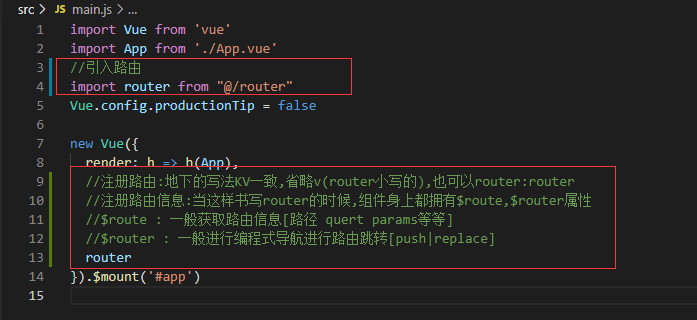 src > JS main.js > ...
1 import Vue from 'vue'
2 import App from './App.vue'
3 //引入路由
4 import router from "@/router"
5 Vue.config.productionTip = false
6
7 new Vue({
8 render: h => h(App),
9 //注册路由:地下的写法KV一致,省略v(router小写的),也可以router:router
10 //注册路由信息:当这样书写router的时候,组件身上都拥有$route,$router属性
11 //$route : 一般获取路由信息[路径 quert params等等]
12 //$router : 一般进行编程式导航进行路由跳转[push|replace]
13 router
14 }).$mount('#app')
15